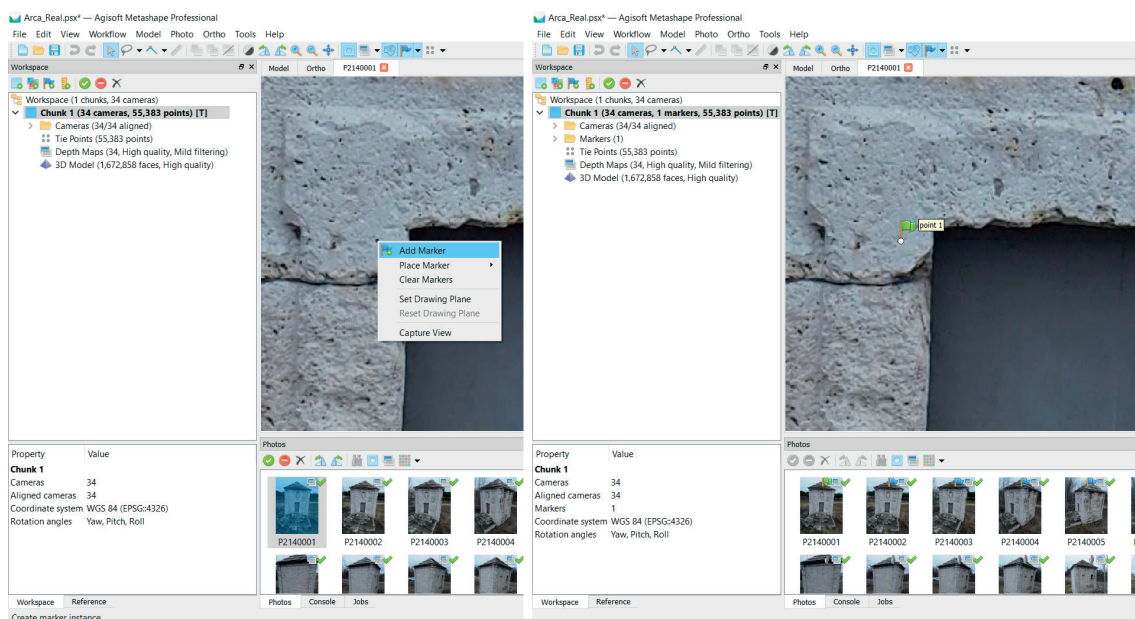 Arca_Real.psx* — Agisoft Metashape Professional
File Edit View Workflow Model Photo Ortho Tools Help
Workspace
Model Ortho P2140001
Workspace (1 chunks, 34 cameras)
Chunk 1 (34 cameras, 55,383 points) [T]
Cameras (34/34 aligned)
Tie Points (55,383 points)
Depth Maps (34, High quality, Mild filtering)
3D Model (1,672,858 faces, High quality)
Add Marker
Place Marker
Clear Markers
Set Drawing Plane
Reset Drawing Plane
Capture View
Property Value
Chunk 1
Cameras 34
Aligned cameras 34
Coordinate system WGS 84 (EPSG::4326)
Rotation angles Yaw, Pitch, Roll
Photos
P2140001 P2140002 P2140003 P2140004
Workspace Reference
Photos Console Jobs
Create marker instance
Arca_Real.psx* — Agisoft Metashape Professional
File Edit View Workflow Model Photo Ortho Tools Help
Workspace
Model Ortho P2140001
Workspace (1 chunks, 34 cameras)
Chunk 1 (34 cameras, 1 markers, 55,383 points) [T]
Cameras (34/34 aligned)
Markers (1)
Tie Points (55,383 points)
Depth Maps (34, High quality, Mild filtering)
3D Model (1,672,858 faces, High quality)
point 1
Property Value
Chunk 1
Cameras 34
Aligned cameras 34
Markers 1
Coordinate system WGS 84 (EPSG::4326)
Rotation angles Yaw, Pitch, Roll
Photos
P2140001 P2140002 P2140003 P2140004 P2140005
Workspace Reference
Photos Console Jobs